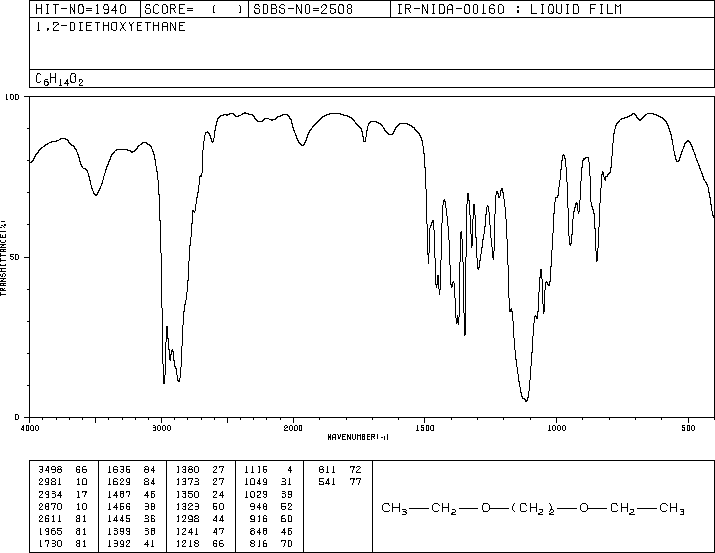 HIT-NO=1940 SCORE= ( ) SDBS-NO=2508 IR-NIDA-00160 : LIQUID FILM
1,2-DIETHOXYETHANE
C6H14O2
100
50
0
TRANSMITTANCE(%)
4000 3000 2000 1500 1000 500
WAVENUMBER(-1)
3498 66 1636 84 1380 27 1116 4 811 72
2981 10 1629 84 1373 27 1049 31 541 77
2934 17 1487 46 1350 24 1029 39
2870 10 1456 38 1323 50 948 52
2611 81 1445 36 1298 44 916 60
1965 81 1399 38 1241 47 848 46
1730 81 1392 41 1218 66 816 70
CH3—CH2—O—(CH2)2—O—CH2—CH3